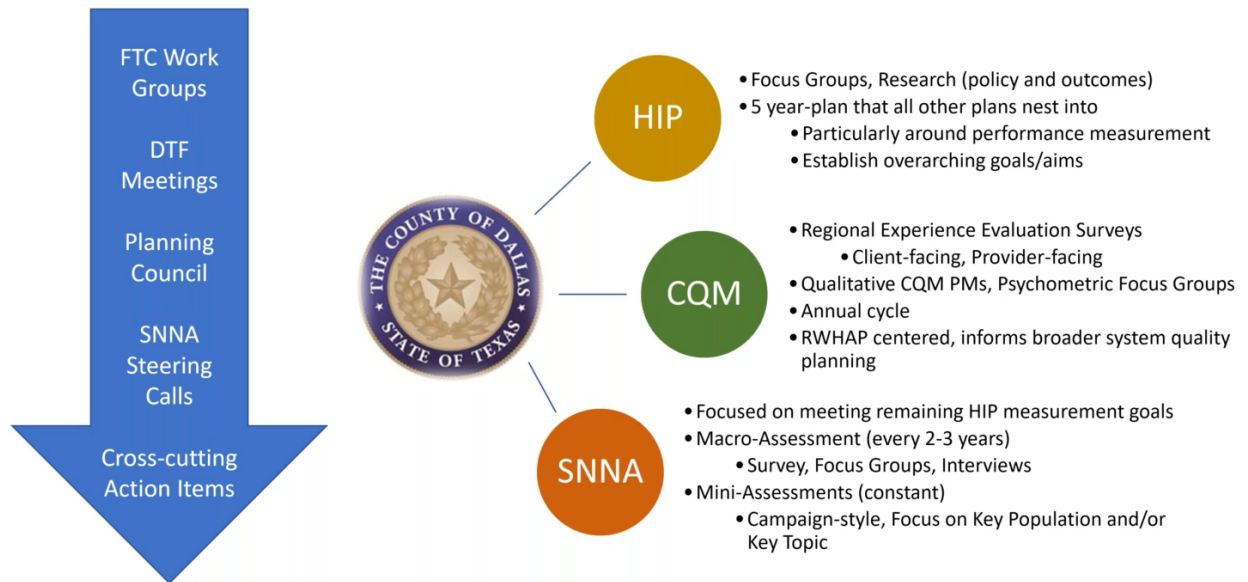 FTC Work
Groups
DTF
Meetings
Planning
Council
SNNA
Steering
Calls
Cross-cutting
Action Items
THE COUNTY OF DALLAS
STATE OF TEXAS
HIP
• Focus Groups, Research (policy and outcomes)
• 5 year-plan that all other plans nest into
• Particularly around performance measurement
• Establish overarching goals/aims
CQM
• Regional Experience Evaluation Surveys
• Client-facing, Provider-facing
• Qualitative CQM PMs, Psychometric Focus Groups
• Annual cycle
• RWHAP centered, informs broader system quality
planning
SNNA
• Focused on meeting remaining HIP measurement goals
• Macro-Assessment (every 2-3 years)
• Survey, Focus Groups, Interviews
• Mini-Assessments (constant)
• Campaign-style, Focus on Key Population and/or
Key Topic